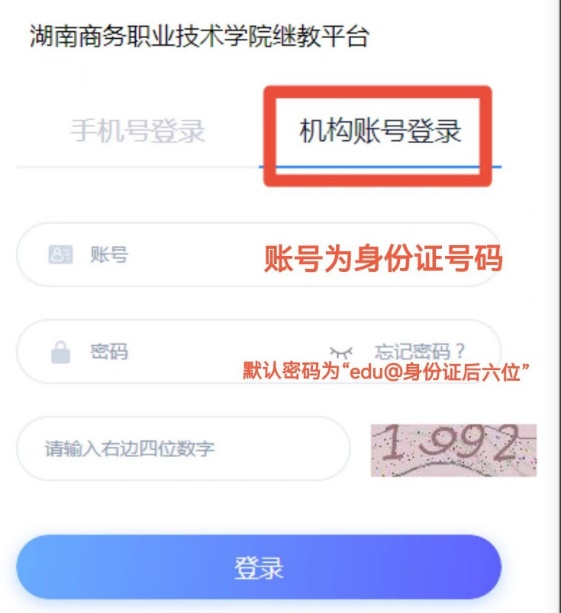 湖南商务职业技术学院继教平台
手机号登录 机构账号登录
账号 账号为身份证号码
密码 忘记密码？
默认密码为“edu@身份证后六位”
请输入右边四位数字 1992
登录